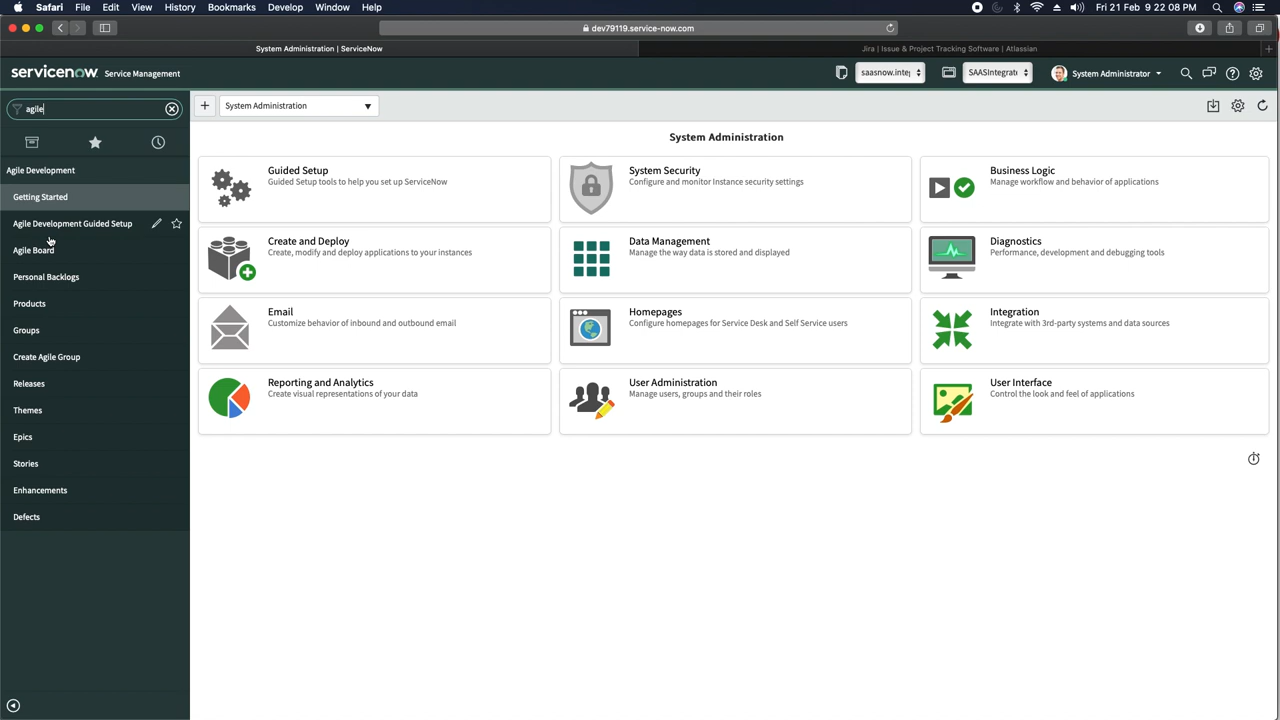 Safari File Edit View History Bookmarks Develop Window Help
Fri 21 Feb 9 22 08 PM
dev79119.service-now.com
System Administration | ServiceNow
Jira | Issue & Project Tracking Software | Atlassian
servicenow Service Management
saasnow.inte
SAASIntegrat
System Administrator
agile
System Administration
System Administration
Agile Development
Getting Started
Agile Development Guided Setup
Agile Board
Personal Backlogs
Products
Groups
Create Agile Group
Releases
Themes
Epics
Stories
Enhancements
Defects
Guided Setup
Guided Setup tools to help you set up ServiceNow
System Security
Configure and monitor Instance security settings
Business Logic
Manage workflow and behavior of applications
Create and Deploy
Create, modify and deploy applications to your instances
Data Management
Manage the way data is stored and displayed
Diagnostics
Performance, development and debugging tools
Email
Customize behavior of inbound and outbound email
Homepages
Configure homepages for Service Desk and Self Service users
Integration
Integrate with 3rd-party systems and data sources
Reporting and Analytics
Create visual representations of your data
User Administration
Manage users, groups and their roles
User Interface
Control the look and feel of applications